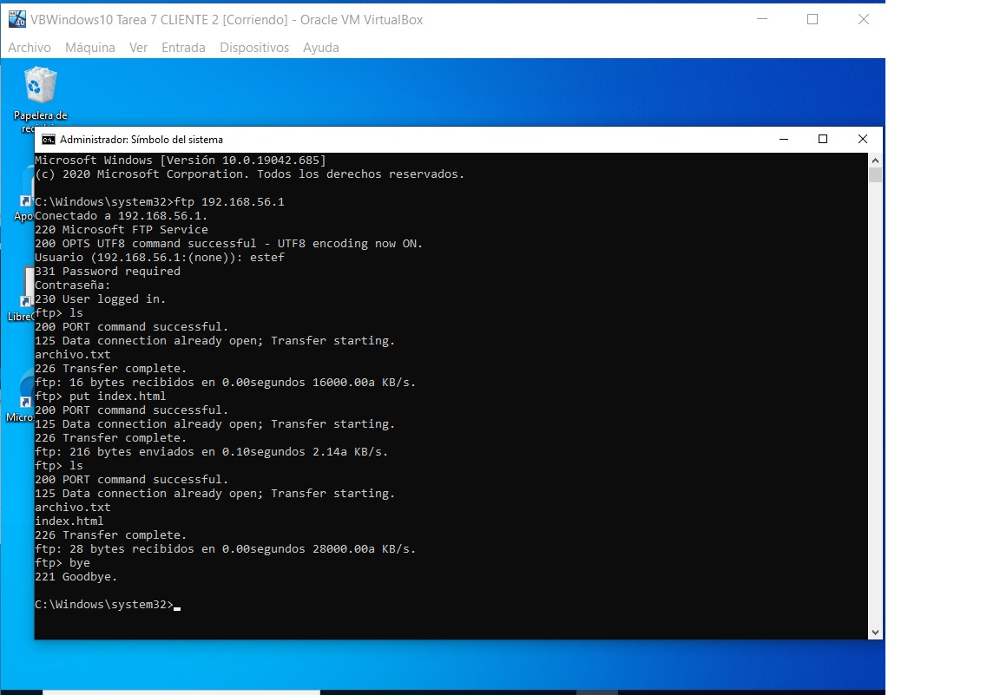 VBWindows10 Tarea 7 CLIENTE 2 [Corriendo] - Oracle VM VirtualBox
Archivo Máquina Ver Entrada Dispositivos Ayuda
Papelera de
Administrador: Símbolo del sistema
Microsoft Windows [Versión 10.0.19042.685]
(c) 2020 Microsoft Corporation. Todos los derechos reservados.
C:\Windows\system32>ftp 192.168.56.1
Conectado a 192.168.56.1.
220 Microsoft FTP Service
200 OPTS UTF8 command successful - UTF8 encoding now ON.
Usuario (192.168.56.1:(none)): estef
331 Password required
Contraseña:
230 User logged in.
ftp> ls
200 PORT command successful.
125 Data connection already open; Transfer starting.
archivo.txt
226 Transfer complete.
ftp: 16 bytes recibidos en 0.00segundos 16000.00a KB/s.
ftp> put index.html
200 PORT command successful.
125 Data connection already open; Transfer starting.
226 Transfer complete.
ftp: 216 bytes enviados en 0.10segundos 2.14a KB/s.
ftp> ls
200 PORT command successful.
125 Data connection already open; Transfer starting.
archivo.txt
index.html
226 Transfer complete.
ftp: 28 bytes recibidos en 0.00segundos 28000.00a KB/s.
ftp> bye
221 Goodbye.
C:\Windows\system32>